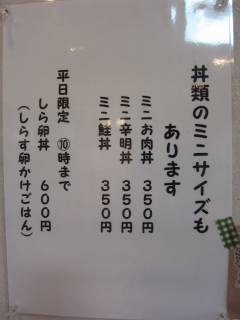 丼類のミニサイズも
あります
ミニお肉丼 350円
ミニ辛明丼 350円
ミニ鮭丼 350円
平日限定 ⑩時まで
しら卵丼 600円
（しらす卵かけごはん）